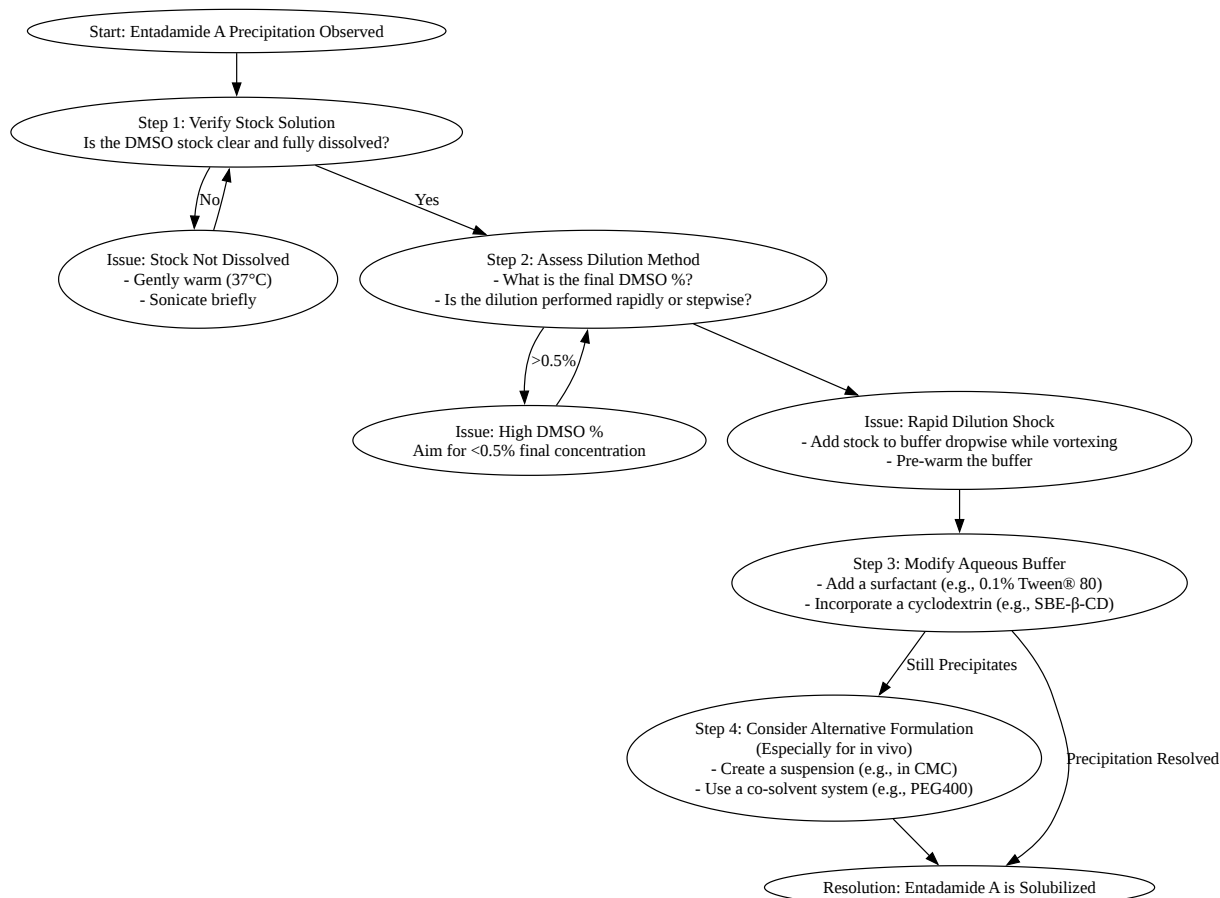 Start: Entadamide A Precipitation Observed
Step 1: Verify Stock Solution
Is the DMSO stock clear and fully dissolved?
No
Yes
Issue: Stock Not Dissolved
- Gently warm (37°C)
- Sonicate briefly
Step 2: Assess Dilution Method
- What is the final DMSO %?
- Is the dilution performed rapidly or stepwise?
>0.5%
Issue: High DMSO %
Aim for <0.5% final concentration
Issue: Rapid Dilution Shock
- Add stock to buffer dropwise while vortexing
- Pre-warm the buffer
Step 3: Modify Aqueous Buffer
- Add a surfactant (e.g., 0.1% Tween® 80)
- Incorporate a cyclodextrin (e.g., SBE-β-CD)
Still Precipitates
Step 4: Consider Alternative Formulation
(Especially for in vivo)
- Create a suspension (e.g., in CMC)
- Use a co-solvent system (e.g., PEG400)
Precipitation Resolved
Resolution: Entadamide A is Solubilized